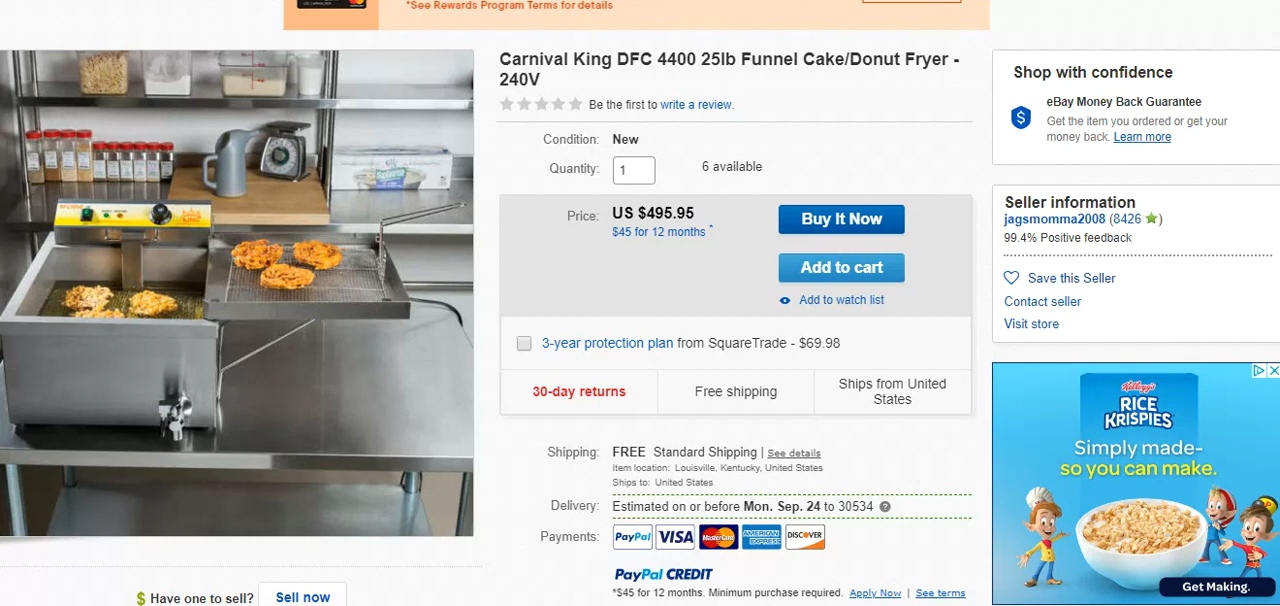 *See Rewards Program Terms for details
Carnival King DFC 4400 25lb Funnel Cake/Donut Fryer -
240V
Be the first to write a review.
Condition: New
Quantity: 1
6 available
Price: US $495.95
$45 for 12 months *
Buy It Now
Add to cart
Add to watch list
3-year protection plan from SquareTrade - $69.98
30-day returns
Free shipping
Ships from United
States
Shipping: FREE Standard Shipping | See details
Item location: Louisville, Kentucky, United States
Ships to: United States
Delivery: Estimated on or before Mon. Sep. 24 to 30534
Payments: PayPal VISA MasterCard AMERICAN EXPRESS DISCOVER
PayPal CREDIT
*$45 for 12 months. Minimum purchase required. Apply Now | See terms
$ Have one to sell? Sell now
Shop with confidence
eBay Money Back Guarantee
Get the item you ordered or get your
money back. Learn more
Seller information
jagsmomma2008 (8426 )
99.4% Positive feedback
Save this Seller
Contact seller
Visit store
Kellogg's
RICE
KRISPIES
Simply made-
so you can make.
Get Making.